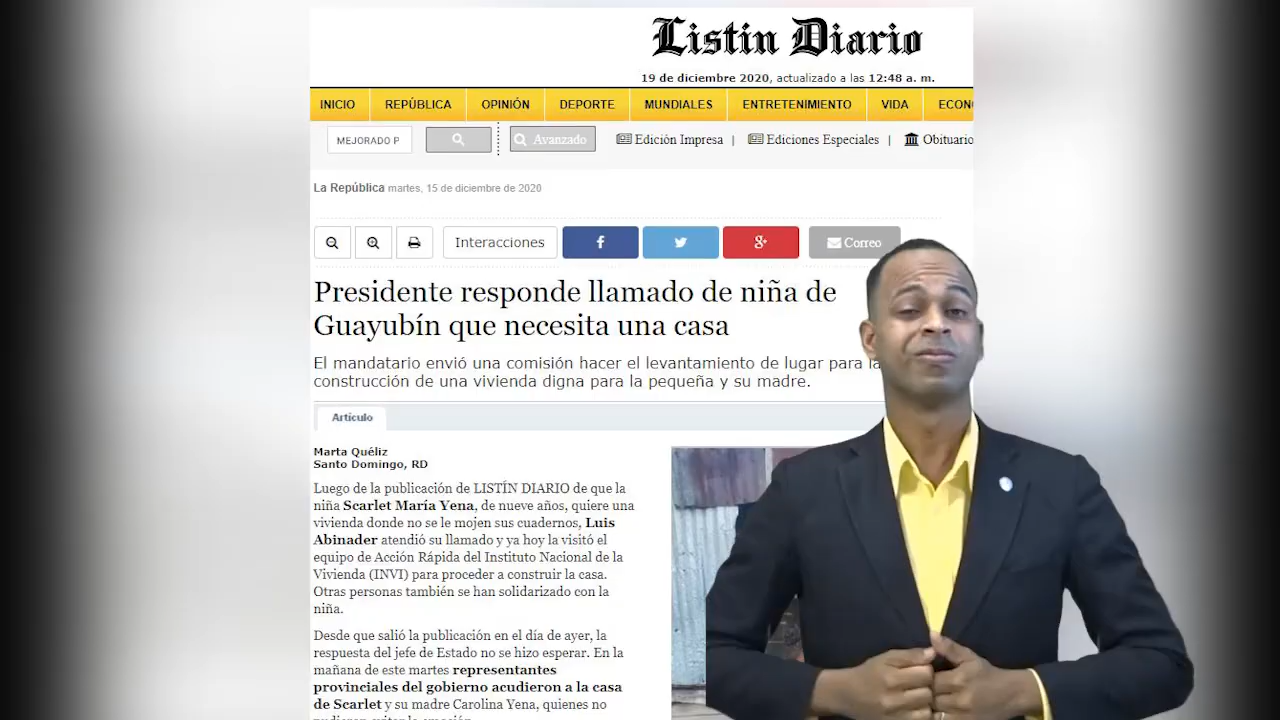 Listín Diario
19 de diciembre 2020, actualizado a las 12:48 a. m.
INICIO REPÚBLICA OPINIÓN DEPORTE MUNDIALES ENTRETENIMIENTO VIDA ECONO
MEJORADO P Avanzado Edición Impresa | Ediciones Especiales | Obituario
La República martes, 15 de diciembre de 2020
Interacciones Correo
Presidente responde llamado de niña de
Guayubín que necesita una casa
El mandatario envió una comisión hacer el levantamiento de lugar para la
construcción de una vivienda digna para la pequeña y su madre.
Artículo
Marta Quéliz
Santo Domingo, RD
Luego de la publicación de LISTÍN DIARIO de que la
niña Scarlet María Yena, de nueve años, quiere una
vivienda donde no se le mojen sus cuadernos, Luis
Abinader atendió su llamado y ya hoy la visitó el
equipo de Acción Rápida del Instituto Nacional de la
Vivienda (INVI) para proceder a construir la casa.
Otras personas también se han solidarizado con la
niña.
Desde que salió la publicación en el día de ayer, la
respuesta del jefe de Estado no se hizo esperar. En la
mañana de este martes representantes
provinciales del gobierno acudieron a la casa
de Scarlet y su madre Carolina Yena, quienes no